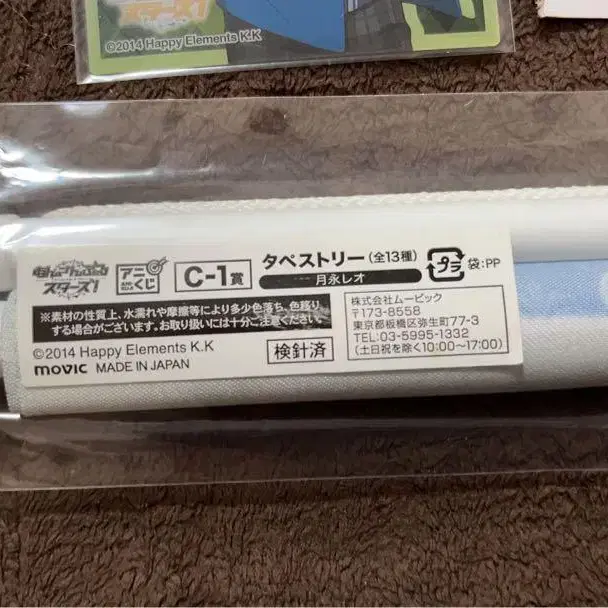 スターズ!
©2014 Happy Elements K.K
あんさんぶる
スターズ!
アニくじ
C-1賞
タペストリー(全13種)
月永レオ
プラ
袋:PP
※素材の性質上、水濡れや摩擦等により多少色落ち、色移り
する場合がございます。お取り扱いには十分ご注意ください。
©2014 Happy Elements K.K
movic MADE IN JAPAN
検針済
株式会社ムービック
〒173-8558
東京都板橋区弥生町77-3
TEL:03-5995-1332
(土日祝を除く10:00~17:00)